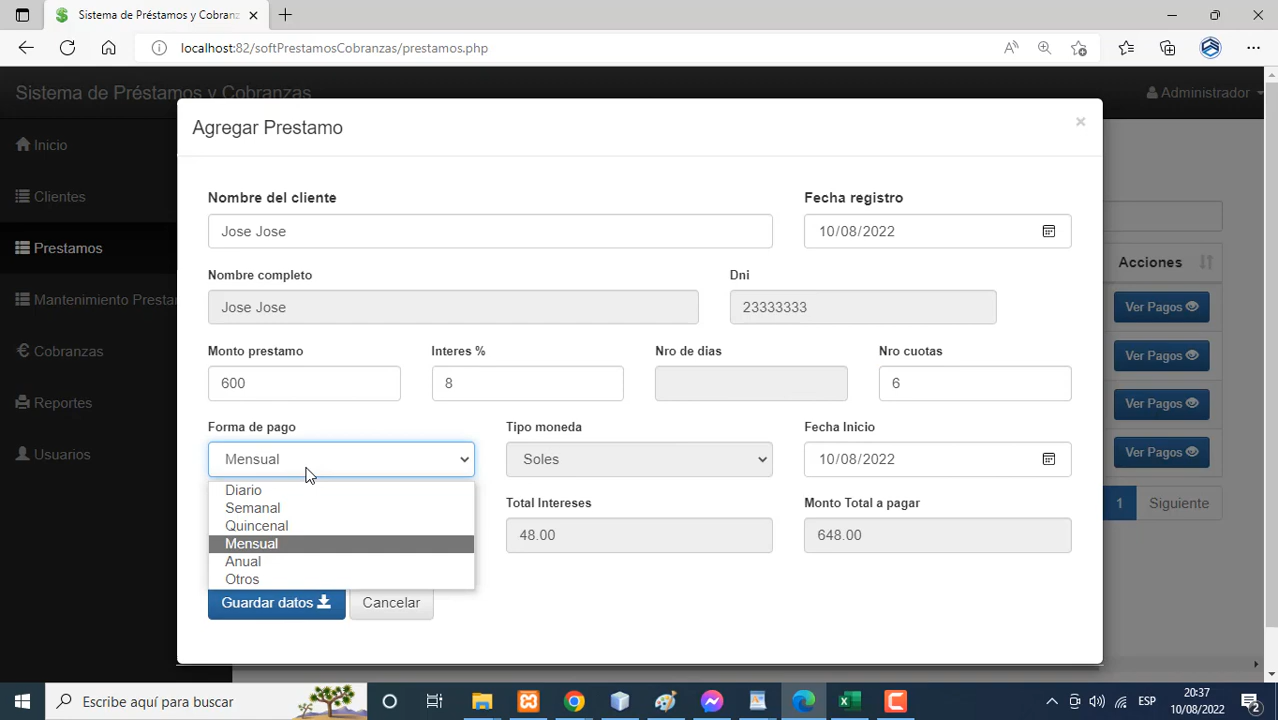 Sistema de Préstamos y Cobranz
localhost:82/softPrestamosCobranzas/prestamos.php
Sistema de Préstamos y Cobranzas
Administrador
Agregar Prestamo
×
Inicio
Clientes
Prestamos
Mantenimiento Prestar
Cobranzas
Reportes
Usuarios
Nombre del cliente
Fecha registro
Jose Jose
10/08/2022
Nombre completo
Dni
Jose Jose
23333333
Monto prestamo
Interes %
Nro de dias
Nro cuotas
600
8
6
Forma de pago
Tipo moneda
Fecha Inicio
Mensual
Soles
10/08/2022
Diario
Semanal
Quincenal
Mensual
Anual
Otros
Total Intereses
Monto Total a pagar
48.00
648.00
Guardar datos
Cancelar
Acciones
Ver Pagos
Ver Pagos
Ver Pagos
Ver Pagos
1
Siguiente
Escribe aquí para buscar
ESP
20:37
10/08/2022
2